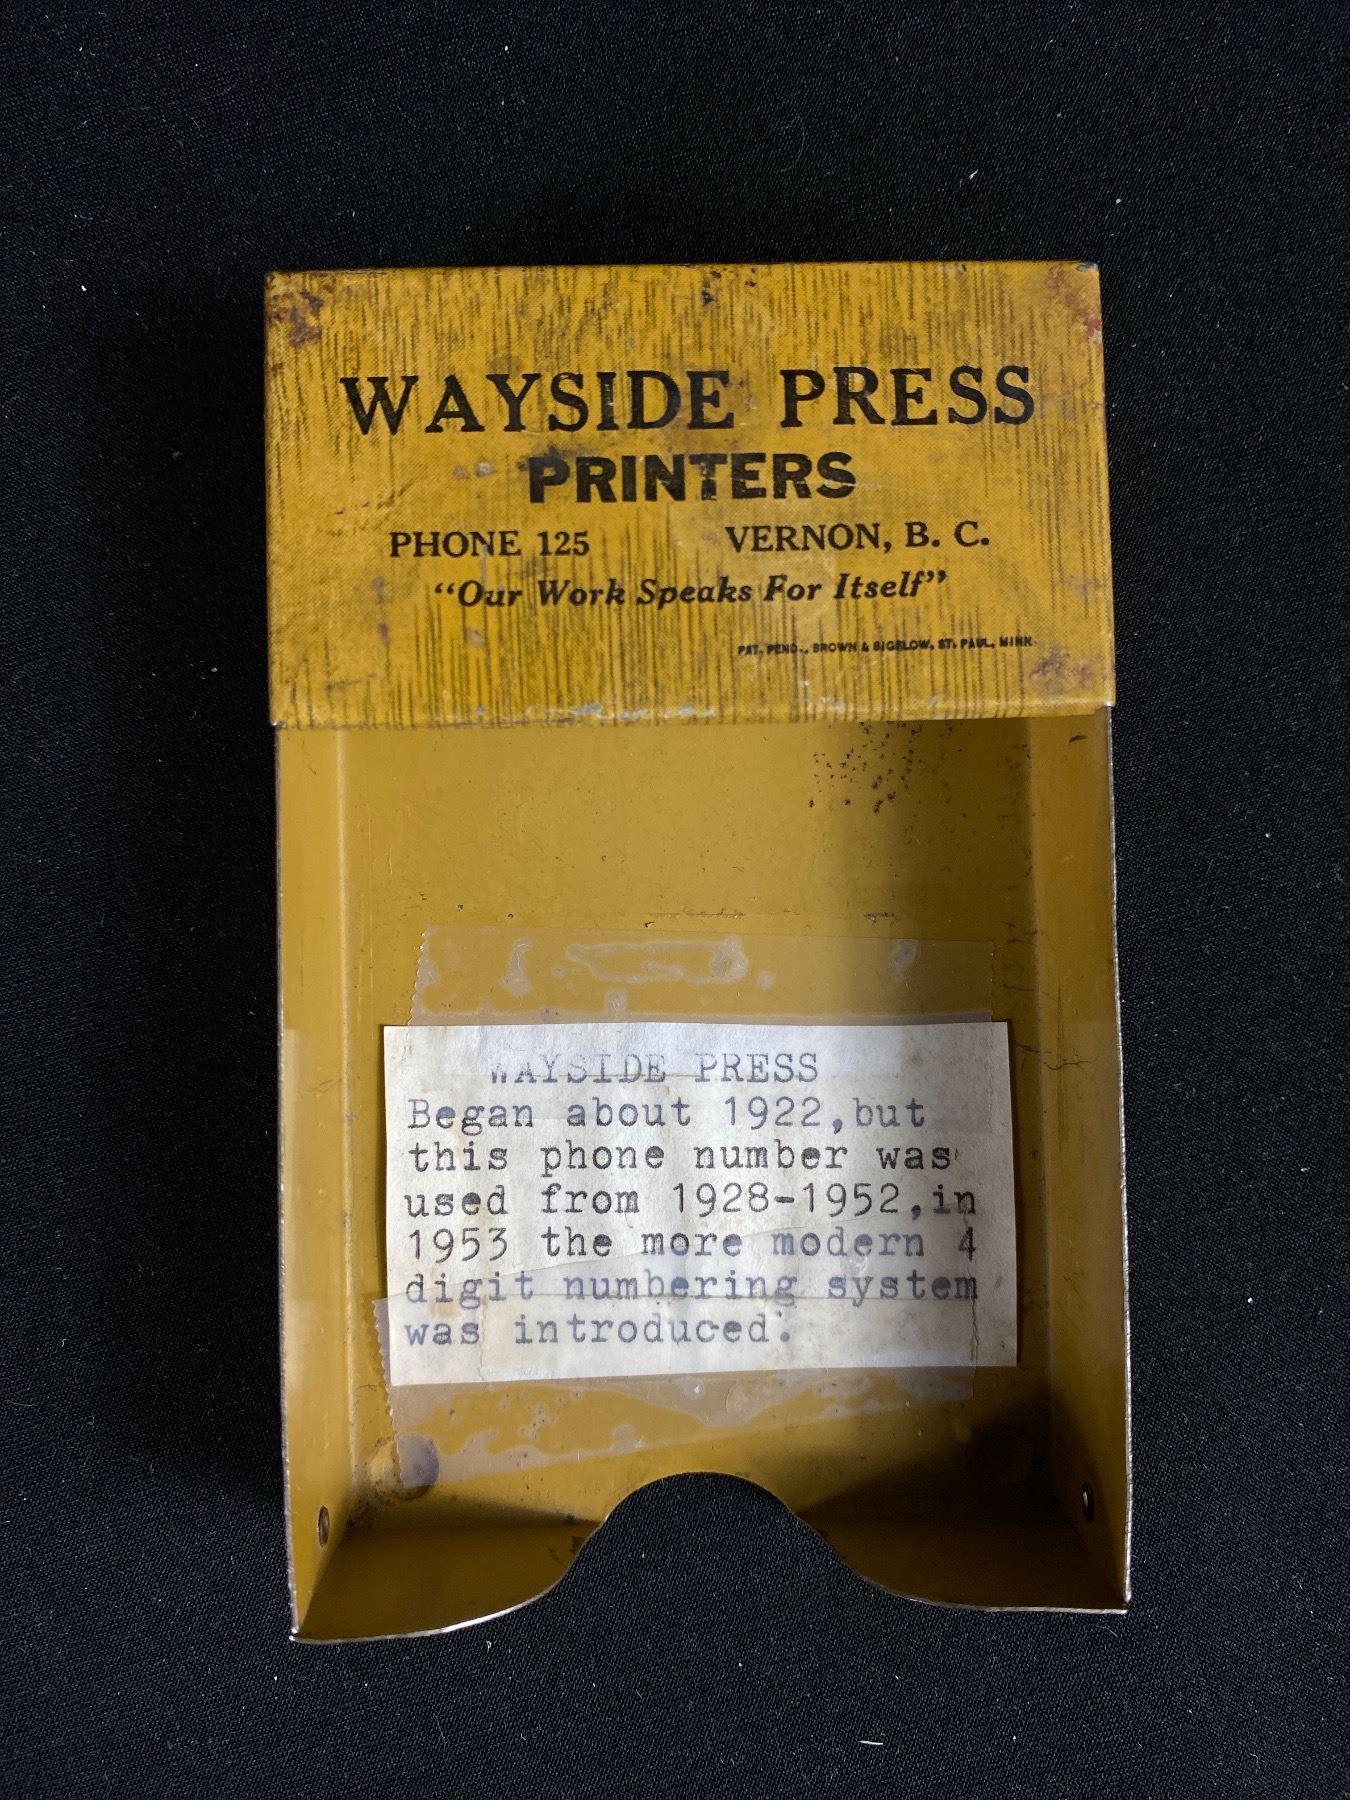 WAYSIDE PRESS
PRINTERS
PHONE 125 VERNON, B. C.
"Our Work Speaks For Itself"
PAT. PEND., BROWN & BIGELOW, ST. PAUL, MINN.
WAYSIDE PRESS
Began about 1922,but
this phone number was
used from 1928-1952,in
1953 the more modern 4
digit numbering system
was introduced.